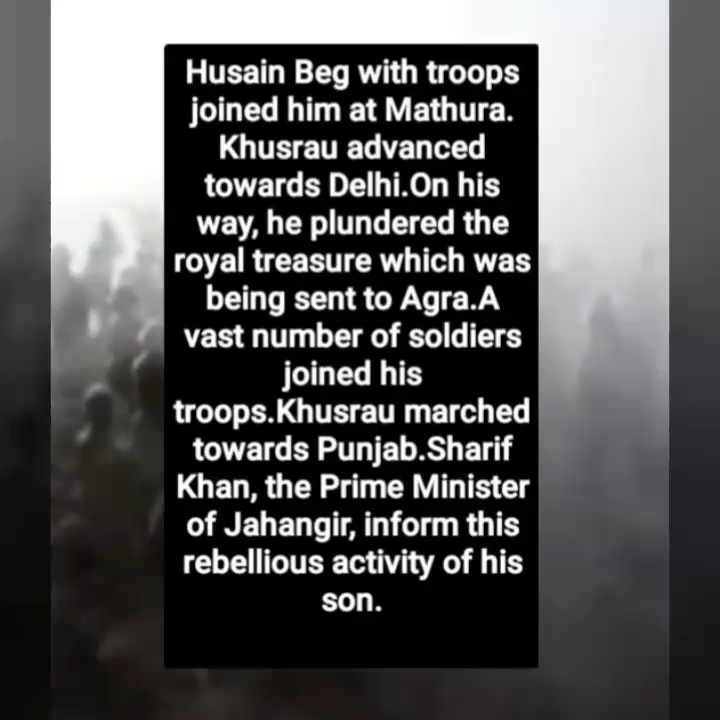 Husain Beg with troops
joined him at Mathura.
Khusrau advanced
towards Delhi.On his
way, he plundered the
royal treasure which was
being sent to Agra.A
vast number of soldiers
joined his
troops.Khusrau marched
towards Punjab.Sharif
Khan, the Prime Minister
of Jahangir, inform this
rebellious activity of his
son.